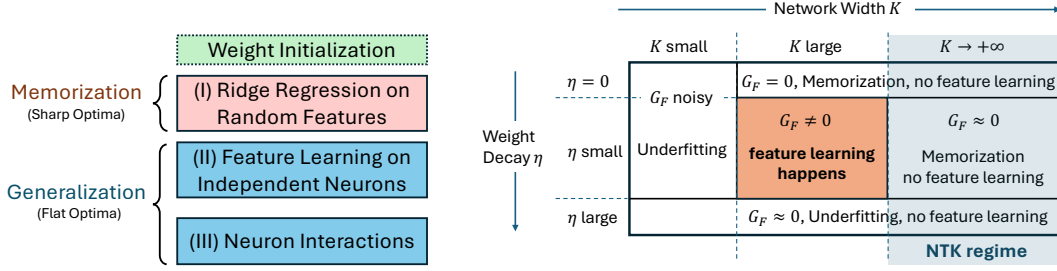 Weight Initialization
Memorization
(Sharp Optima)
(I) Ridge Regression on
Random Features
Generalization
(Flat Optima)
(II) Feature Learning on
Independent Neurons
(III) Neuron Interactions
Network Width K
K small
K large
K → +∞
Weight
Decay η
η = 0
η small
η large
G_F noisy
Underfitting
G_F = 0, Memorization, no feature learning
G_F ≠ 0
feature learning
happens
G_F ≈ 0
Memorization
no feature learning
G_F ≈ 0, Underfitting, no feature learning
NTK regime